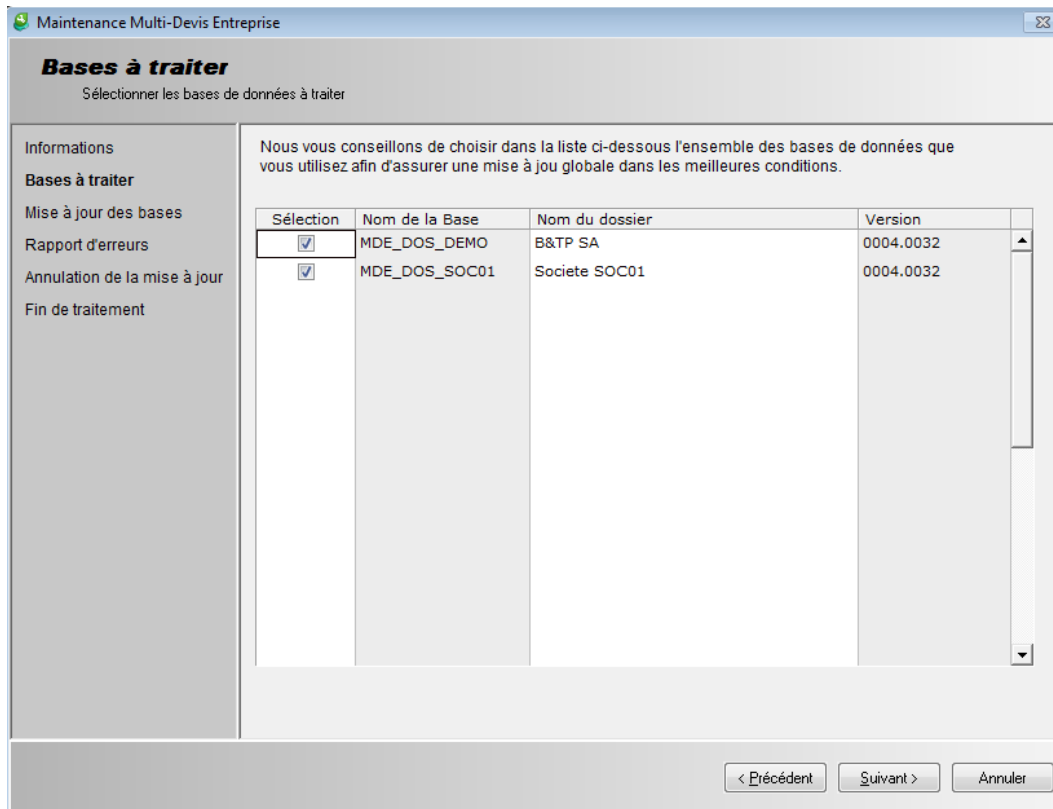 Maintenance Multi-Devis Entreprise
Bases à traiter
Sélectionner les bases de données à traiter
Informations
Bases à traiter
Mise à jour des bases
Rapport d'erreurs
Annulation de la mise à jour
Fin de traitement
Nous vous conseillons de choisir dans la liste ci-dessous l'ensemble des bases de données que
vous utilisez afin d'assurer une mise à jou globale dans les meilleures conditions.
Sélection Nom de la Base Nom du dossier Version
MDE_DOS_DEMO B&TP SA 0004.0032
MDE_DOS_SOC01 Societe SOC01 0004.0032
< Précédent Suivant > Annuler